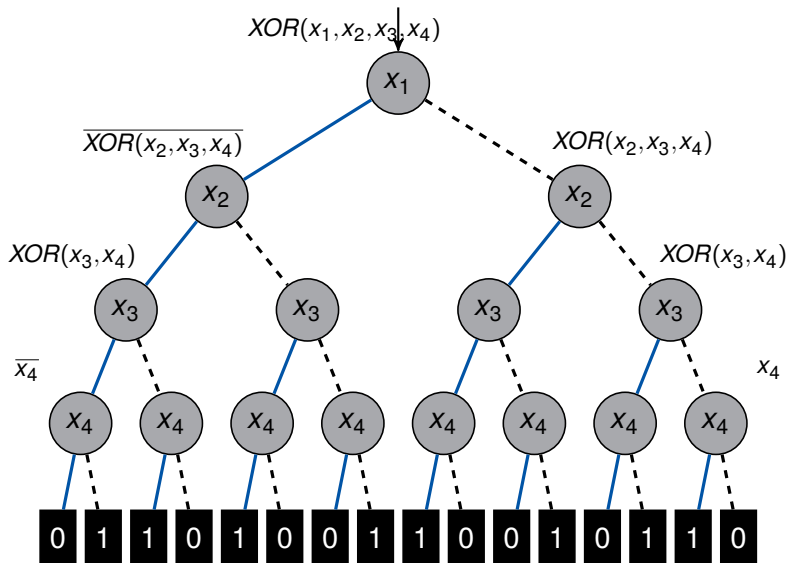 XOR(x₁, x₂, x₃, x₄)
x₁
\overline{XOR(x₂, x₃, x₄)} XOR(x₂, x₃, x₄)
x₂ x₂
XOR(x₃, x₄) XOR(x₃, x₄)
x₃ x₃ x₃ x₃
\overline{x₄} x₄
x₄ x₄ x₄ x₄ x₄ x₄ x₄ x₄
0 1 1 0 1 0 0 1 1 0 0 1 0 1 1 0